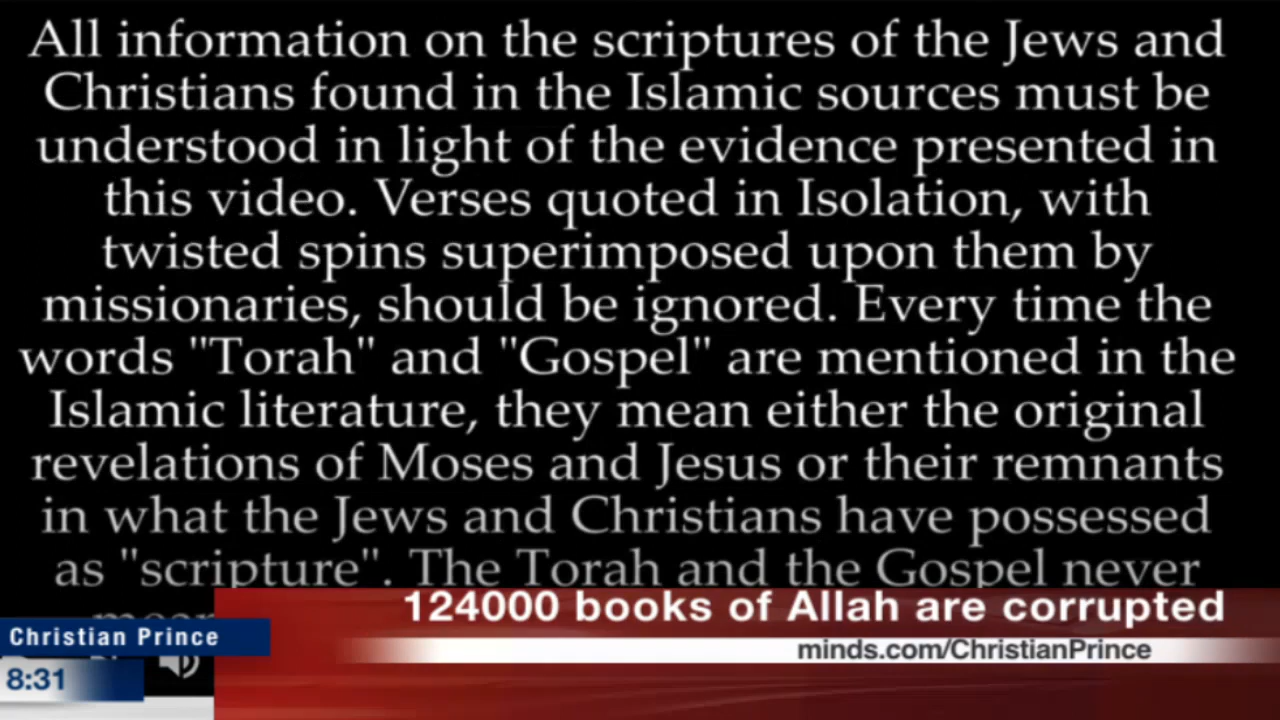 All information on the scriptures of the Jews and
Christians found in the Islamic sources must be
understood in light of the evidence presented in
this video. Verses quoted in Isolation, with
twisted spins superimposed upon them by
missionaries, should be ignored. Every time the
words "Torah" and "Gospel" are mentioned in the
Islamic literature, they mean either the original
revelations of Moses and Jesus or their remnants
in what the Jews and Christians have possessed
as "scripture". The Torah and the Gospel never
124000 books of Allah are corrupted
Christian Prince
minds.com/ChristianPrince
8:31